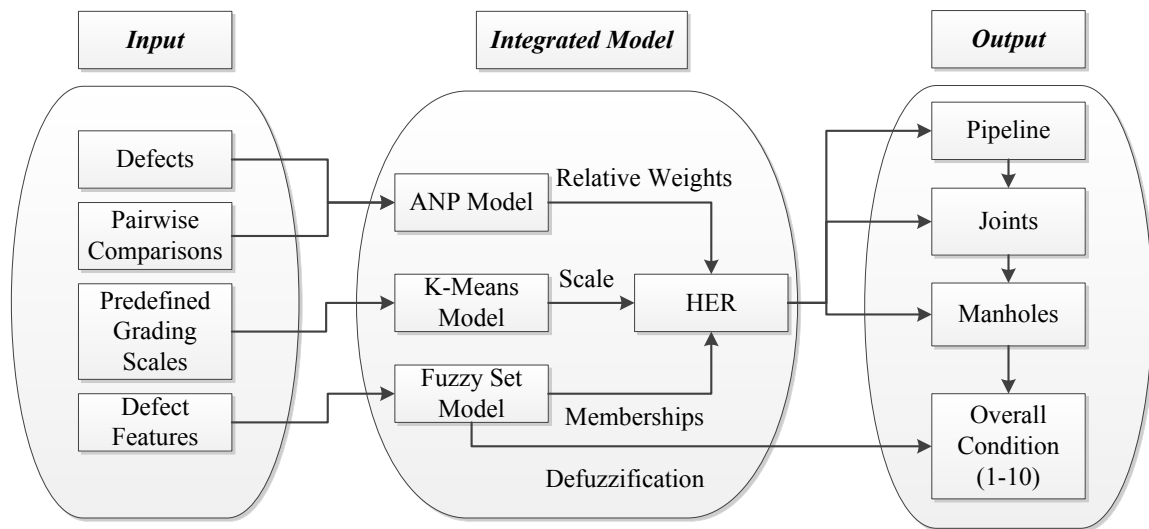 Input
Integrated Model
Output
Defects
Pairwise
Comparisons
Predefined
Grading
Scales
Defect
Features
ANP Model
Relative Weights
K-Means
Model
Scale
HER
Fuzzy Set
Model
Memberships
Defuzzification
Pipeline
Joints
Manholes
Overall
Condition
(1-10)